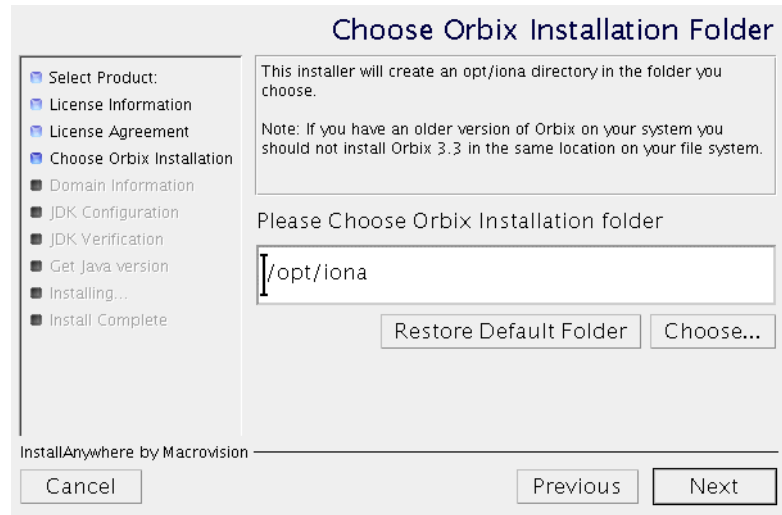 Choose Orbix Installation Folder
Select Product:
License Information
License Agreement
Choose Orbix Installation
Domain Information
JDK Configuration
JDK Verification
Get Java version
Installing...
Install Complete
This installer will create an opt/iona directory in the folder you
choose.
Note: If you have an older version of Orbix on your system you
should not install Orbix 3.3 in the same location on your file system.
Please Choose Orbix Installation folder
/opt/iona
Restore Default Folder
Choose...
InstallAnywhere by Macrovision
Cancel
Previous
Next